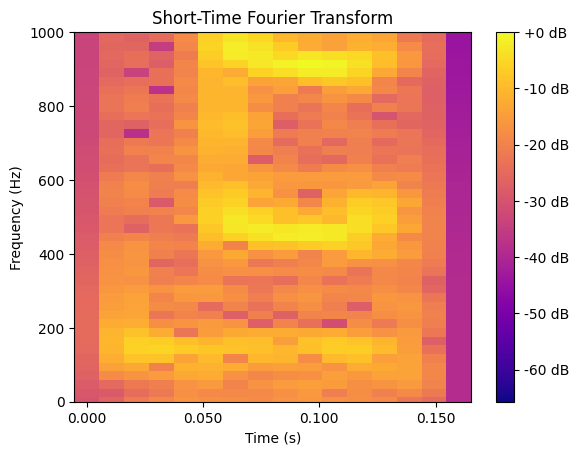 Short-Time Fourier Transform
1000
800
600
400
200
0
Frequency (Hz)
0.000
0.050
0.100
0.150
Time (s)
+0 dB
-10 dB
-20 dB
-30 dB
-40 dB
-50 dB
-60 dB